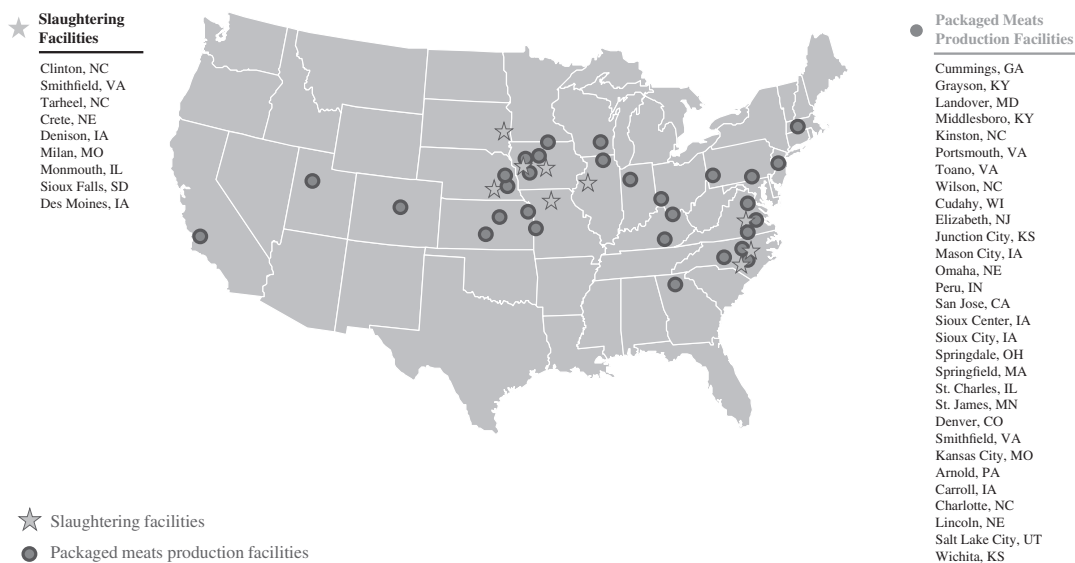 Slaughtering
Facilities
Clinton, NC
Smithfield, VA
Tarheel, NC
Crete, NE
Denison, IA
Milan, MO
Monmouth, IL
Sioux Falls, SD
Des Moines, IA
Packaged Meats
Production Facilities
Cummings, GA
Grayson, KY
Landover, MD
Middlesboro, KY
Kinston, NC
Portsmouth, VA
Toano, VA
Wilson, NC
Cudahy, WI
Elizabeth, NJ
Junction City, KS
Mason City, IA
Omaha, NE
Peru, IN
San Jose, CA
Sioux Center, IA
Sioux City, IA
Springdale, OH
Springfield, MA
St. Charles, IL
St. James, MN
Denver, CO
Smithfield, VA
Kansas City, MO
Arnold, PA
Carroll, IA
Charlotte, NC
Lincoln, NE
Salt Lake City, UT
Wichita, KS
Slaughtering facilities
Packaged meats production facilities